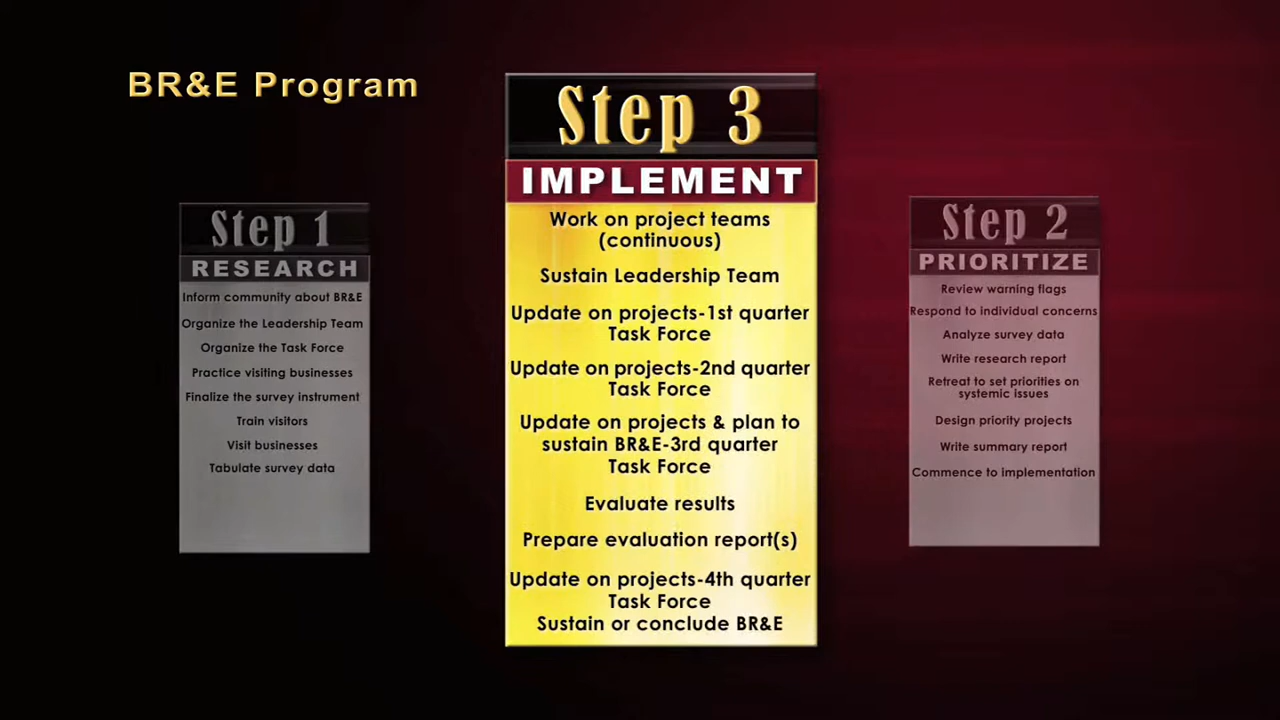 BR&E Program
Step 1
RESEARCH
Inform community about BR&E
Organize the Leadership Team
Organize the Task Force
Practice visiting businesses
Finalize the survey instrument
Train visitors
Visit businesses
Tabulate survey data
Step 3
IMPLEMENT
Work on project teams
(continuous)
Sustain Leadership Team
Update on projects-1st quarter
Task Force
Update on projects-2nd quarter
Task Force
Update on projects & plan to
sustain BR&E-3rd quarter
Task Force
Evaluate results
Prepare evaluation report(s)
Update on projects-4th quarter
Task Force
Sustain or conclude BR&E
Step 2
PRIORITIZE
Review warning flags
Respond to individual concerns
Analyze survey data
Write research report
Retreat to set priorities on
systemic issues
Design priority projects
Write summary report
Commence to implementation